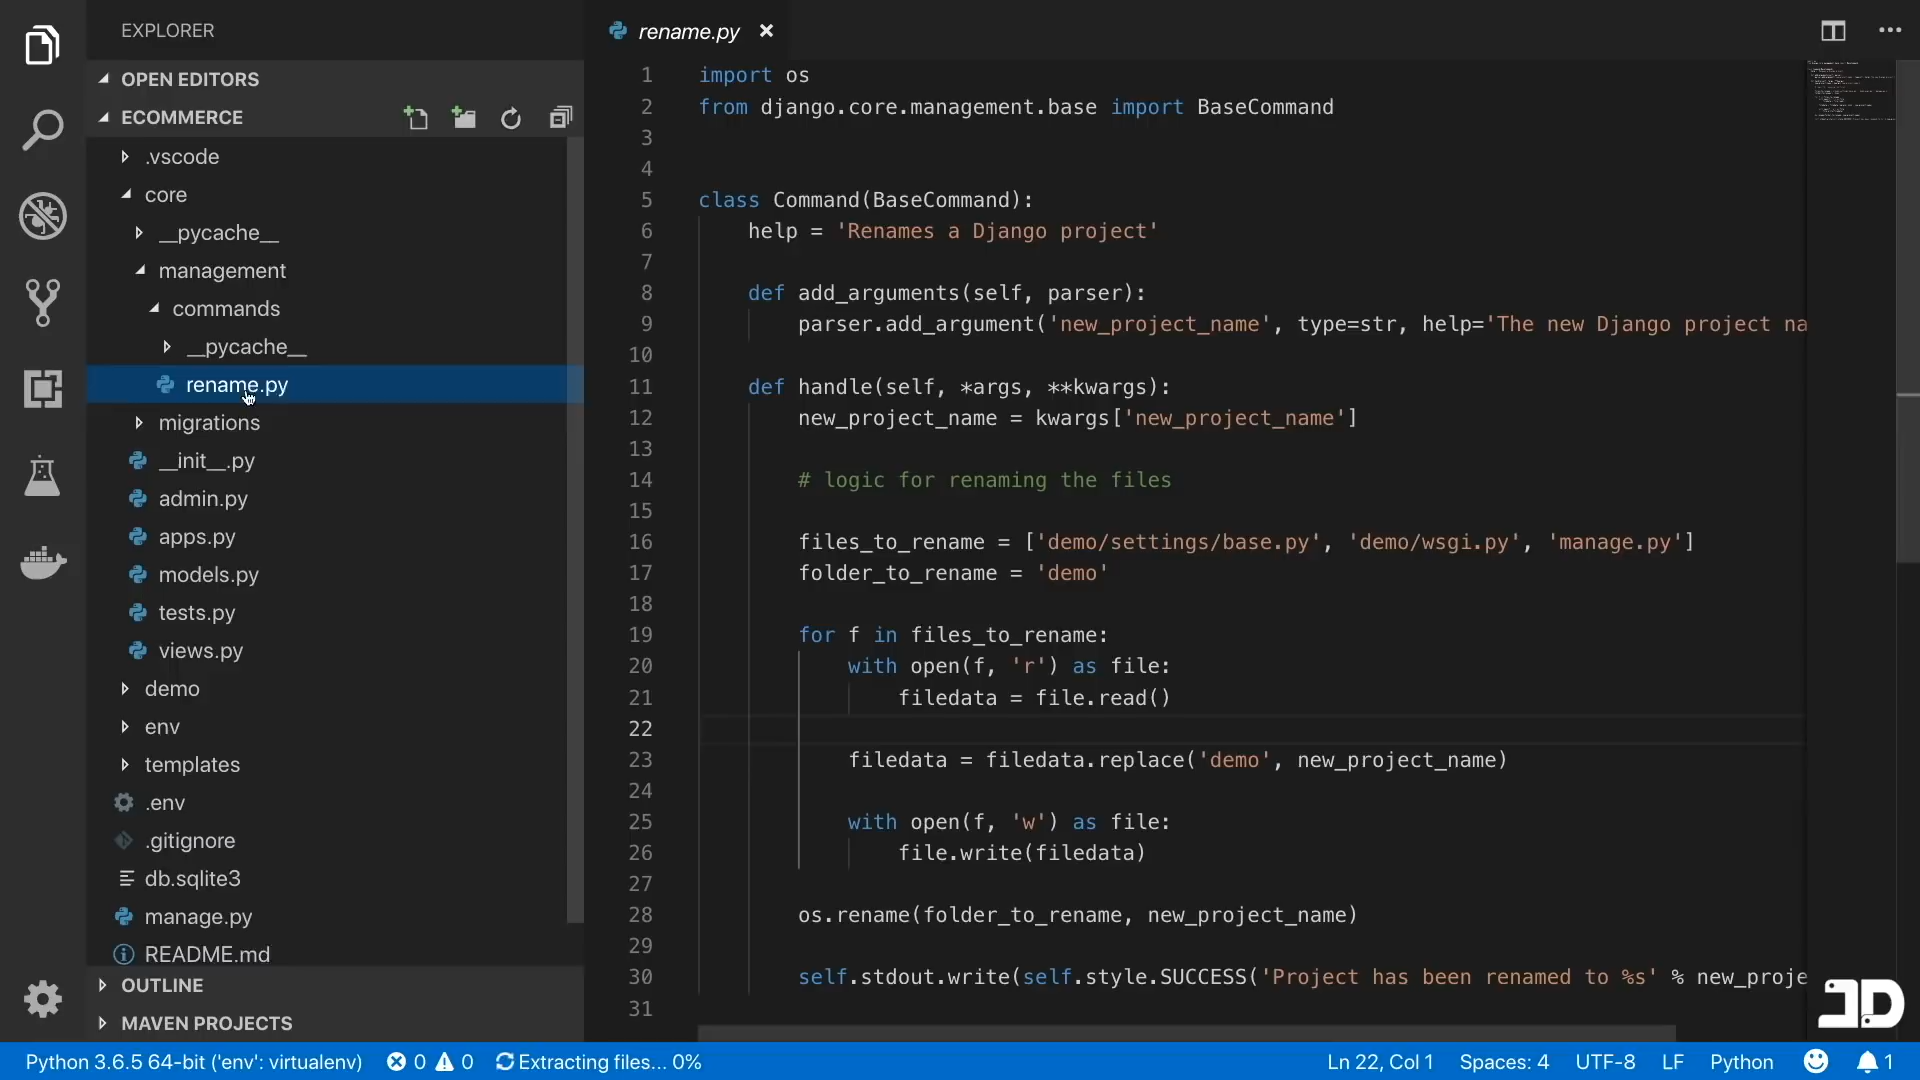 EXPLORER
OPEN EDITORS
ECOMMERCE
.vscode
core
__pycache__
management
commands
__pycache__
rename.py
migrations
__init__.py
admin.py
apps.py
models.py
tests.py
views.py
demo
env
templates
.env
.gitignore
db.sqlite3
manage.py
README.md
OUTLINE
MAVEN PROJECTS
rename.py
1 import os
2 from django.core.management.base import BaseCommand
3
4
5 class Command(BaseCommand):
6 help = 'Renames a Django project'
7
8 def add_arguments(self, parser):
9 parser.add_argument('new_project_name', type=str, help='The new Django project na
10
11 def handle(self, *args, **kwargs):
12 new_project_name = kwargs['new_project_name']
13
14 # logic for renaming the files
15
16 files_to_rename = ['demo/settings/base.py', 'demo/wsgi.py', 'manage.py']
17 folder_to_rename = 'demo'
18
19 for f in files_to_rename:
20 with open(f, 'r') as file:
21 filedata = file.read()
22
23 filedata = filedata.replace('demo', new_project_name)
24
25 with open(f, 'w') as file:
26 file.write(filedata)
27
28 os.rename(folder_to_rename, new_project_name)
29
30 self.stdout.write(self.style.SUCCESS('Project has been renamed to %s' % new_proje
31
JD
Python 3.6.5 64-bit ('env': virtualenv) 0 0 Extracting files... 0% Ln 22, Col 1 Spaces: 4 UTF-8 LF Python 1